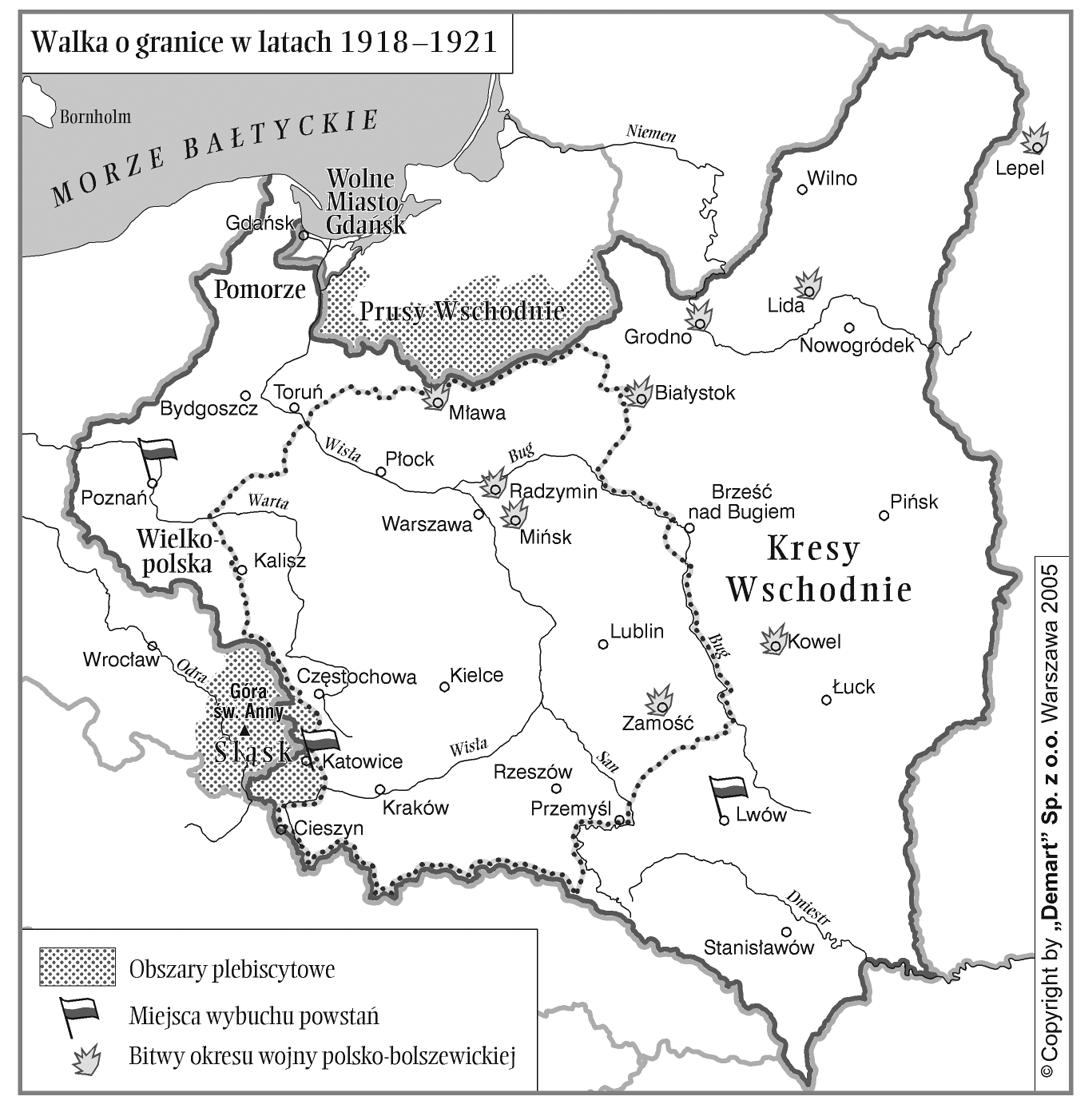 Walka o granice w latach 1918–1921
Bornholm
MORZE BAŁTYCKIE
Niemen
Lepel
Wolne
Miasto
Gdańsk
Wilno
Gdańsk
Pomorze
Prusy Wschodnie
Lida
Grodno
Nowogródek
Bydgoszcz
Toruń
Mława
Białystok
Wisła
Płock
Bug
Poznań
Warta
Radzymin
Warszawa
Mińsk
Brześć
nad Bugiem
Pińsk
Wielko-
polska
Kalisz
Kresy
Wschodnie
Wrocław
Odra
Lublin
Bug
Kowel
Góra
św. Anny
Częstochowa
Kielce
Łuck
Zamość
Śląsk
Katowice
Wisła
San
Rzeszów
Kraków
Przemyśl
Lwów
Cieszyn
Dniestr
Stanisławów
Obszary plebiscytowe
Miejsca wybuchu powstań
Bitwy okresu wojny polsko-bolszewickiej
©Copyright by „Demart” Sp. z o.o. Warszawa 2005